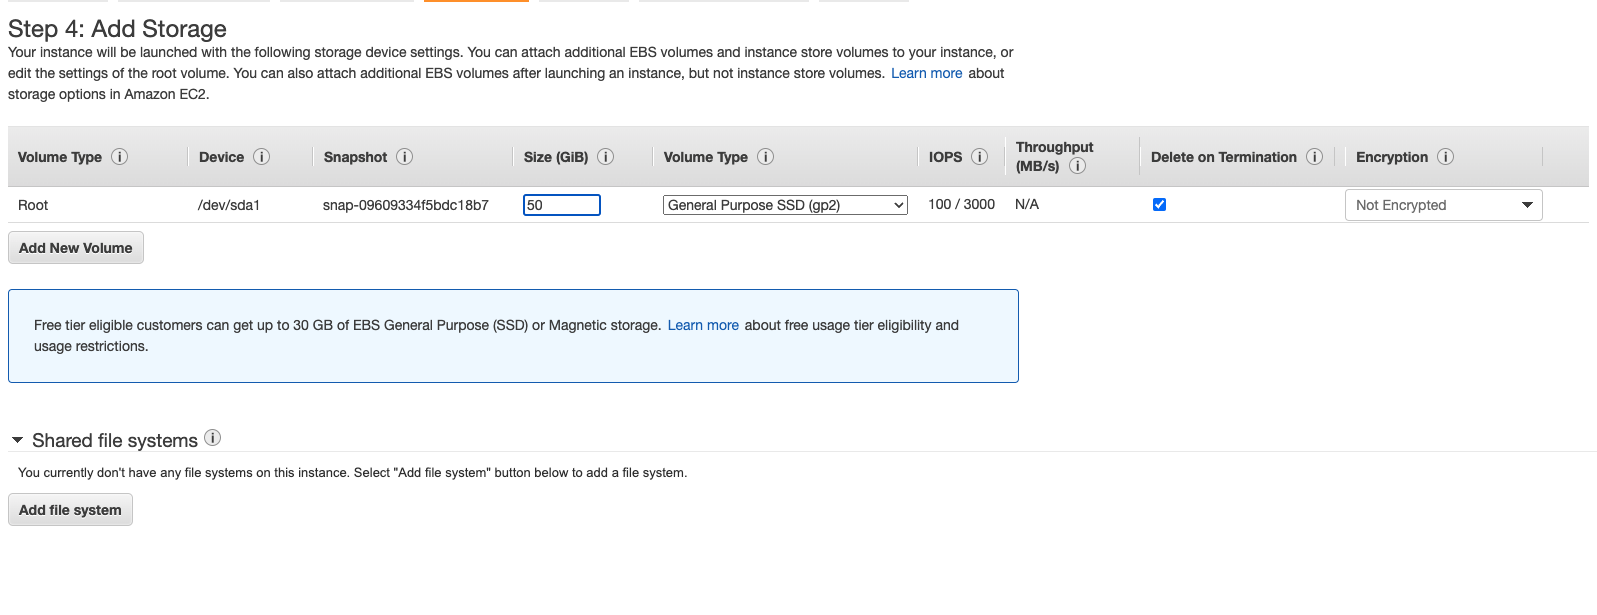 Step 4: Add Storage
Your instance will be launched with the following storage device settings. You can attach additional EBS volumes and instance store volumes to your instance, or
edit the settings of the root volume. You can also attach additional EBS volumes after launching an instance, but not instance store volumes. Learn more about
storage options in Amazon EC2.
Volume Type i Device i Snapshot i Size (GiB) i Volume Type i IOPS i Throughput (MB/s) i Delete on Termination i Encryption i
Root /dev/sda1 snap-09609334f5bdc18b7 50 General Purpose SSD (gp2) 100 / 3000 N/A Not Encrypted
Add New Volume
Free tier eligible customers can get up to 30 GB of EBS General Purpose (SSD) or Magnetic storage. Learn more about free usage tier eligibility and
usage restrictions.
Shared file systems i
You currently don't have any file systems on this instance. Select "Add file system" button below to add a file system.
Add file system